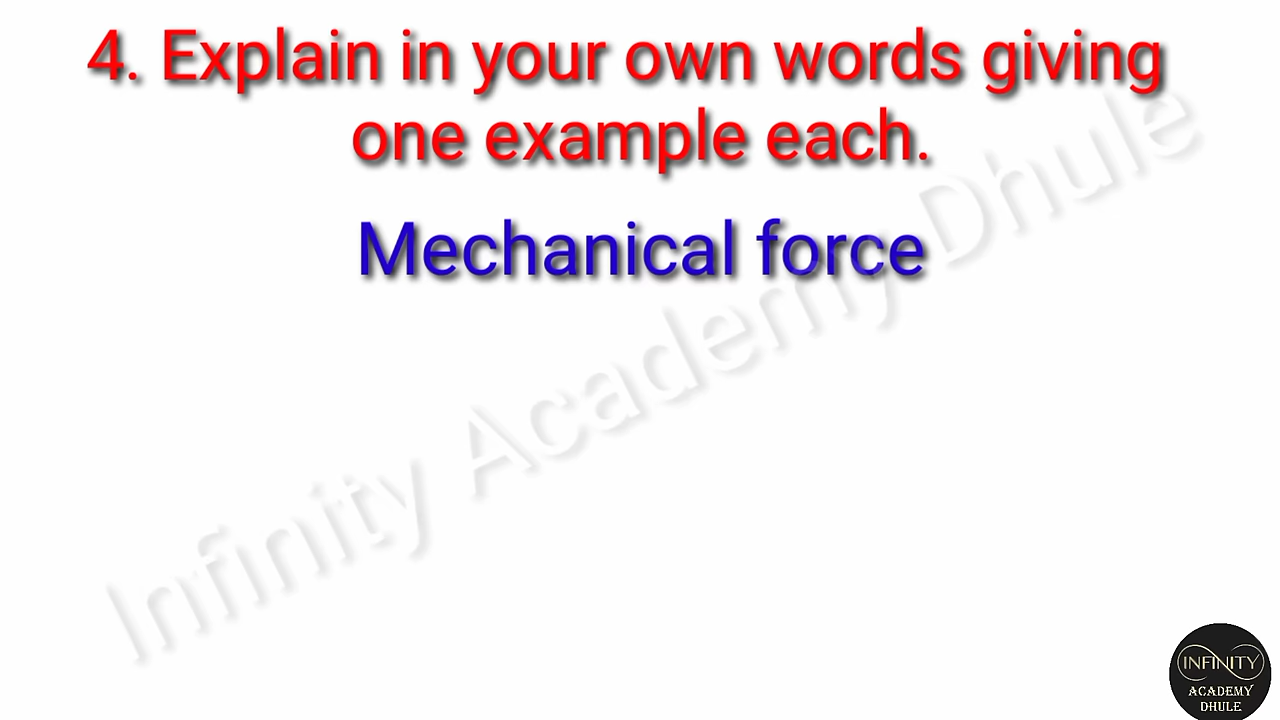 4. Explain in your own words giving
one example each.
Mechanical force
Infinity Academy Dhule
INFINITY
ACADEMY
DHULE